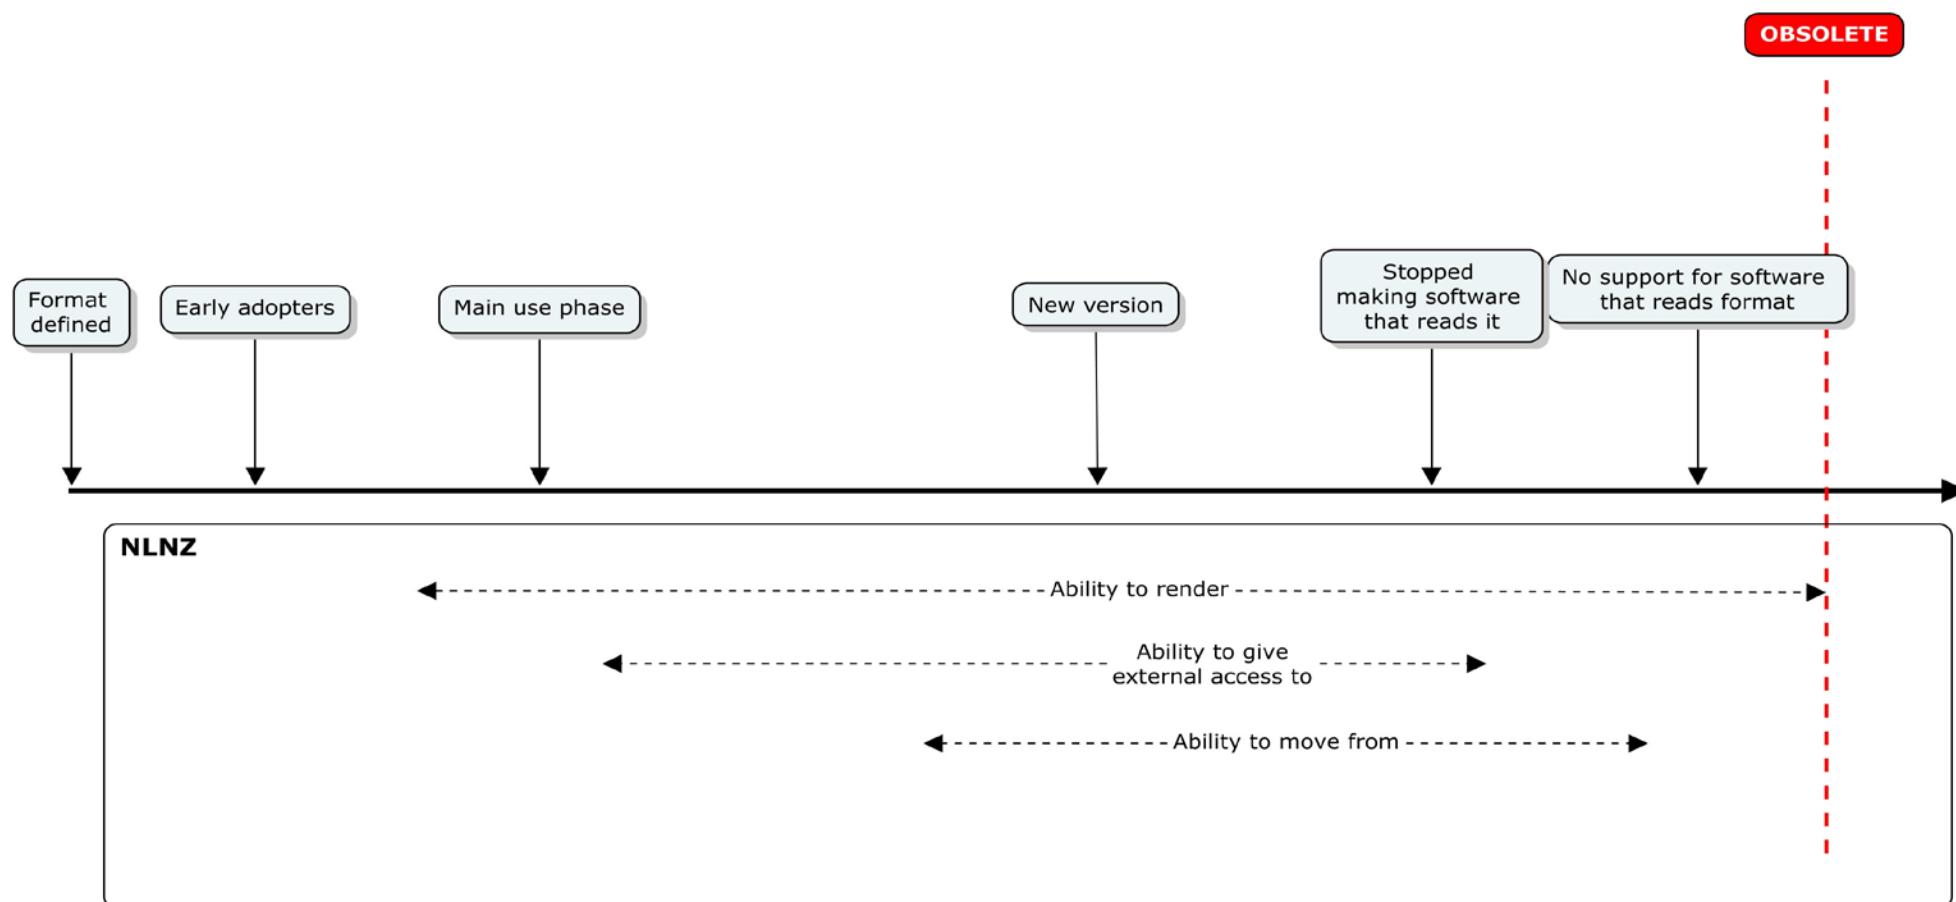 OBSOLETE
Format
defined
Early adopters
Main use phase
New version
Stopped
making software
that reads it
No support for software
that reads format
NLNZ
Ability to render
Ability to give
external access to
Ability to move from